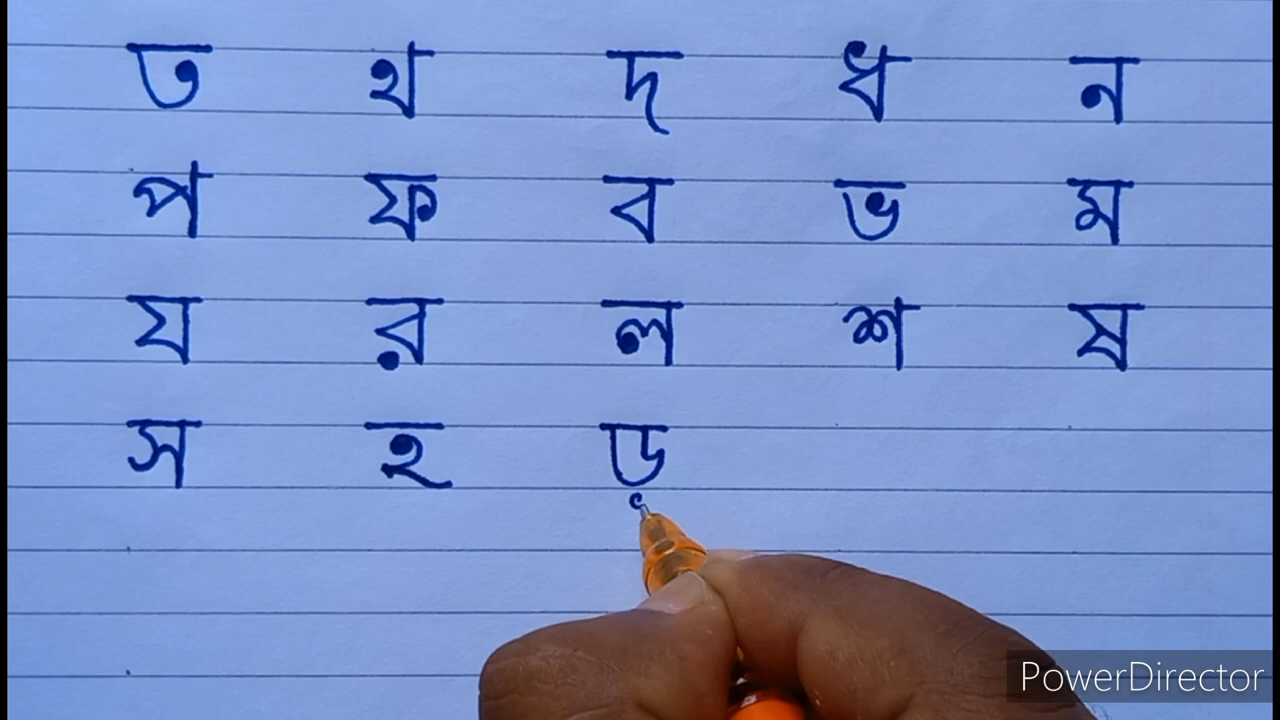 ত থ দ ধ ন
প ফ ব ভ ম
য র ল শ ষ
স হ ড়
PowerDirector